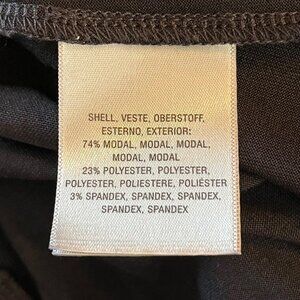 SHELL, VESTE, OBERSTOFF,
ESTERNO, EXTERIOR:
74% MODAL, MODAL, MODAL,
MODAL, MODAL
23% POLYESTER, POLYESTER,
POLYESTER, POLIESTERE, POLIÉSTER
3% SPANDEX, SPANDEX, SPANDEX,
SPANDEX, SPANDEX